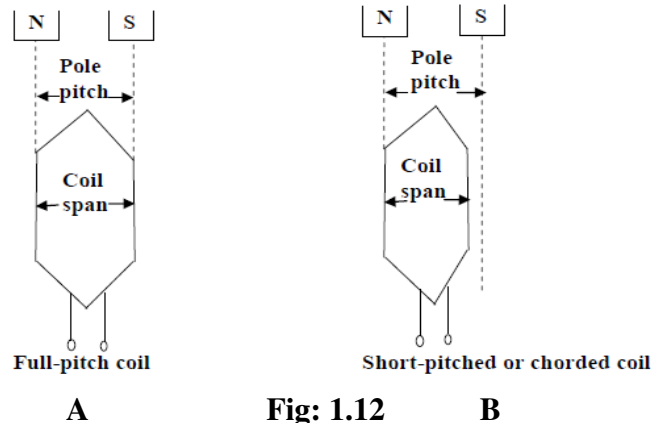 N S
Pole
pitch
Coil
span
Full-pitch coil
N S
Pole
pitch
Coil
span
Short-pitched or chorded coil
A Fig: 1.12 B